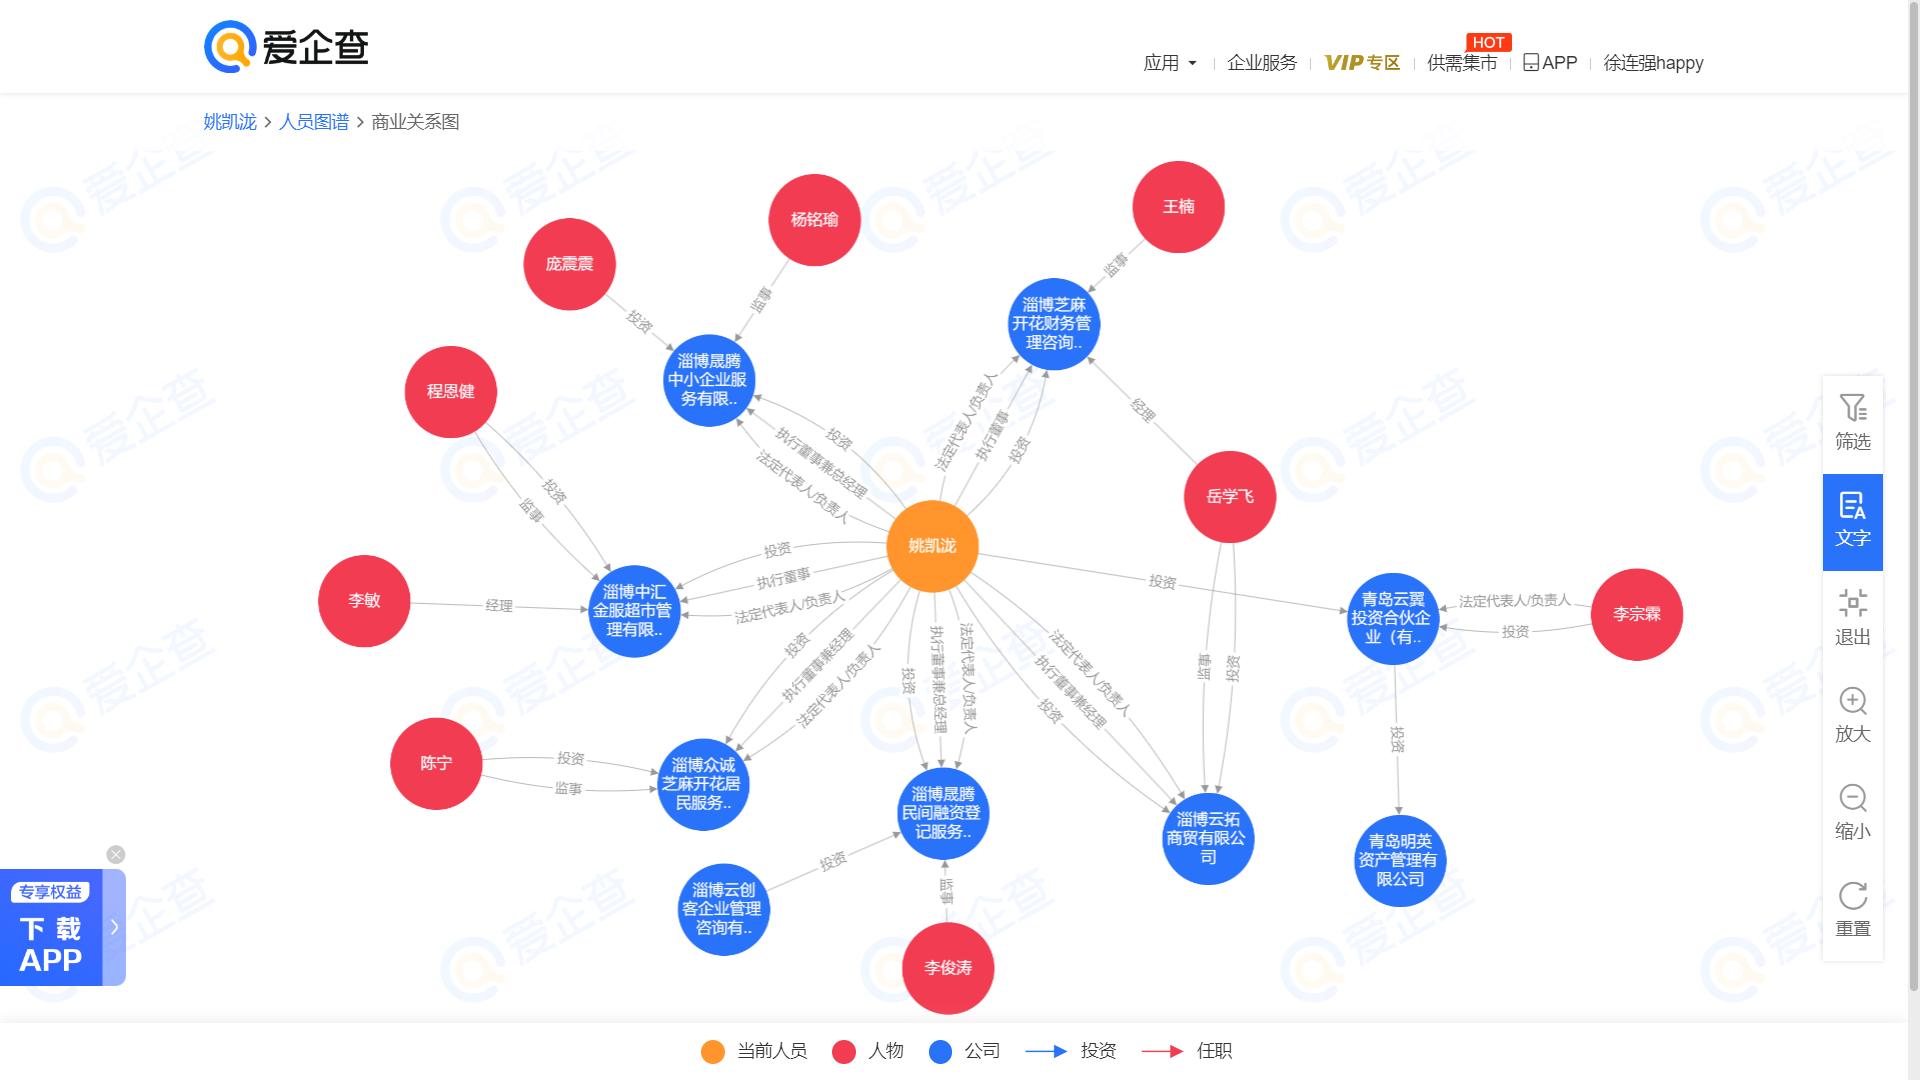 爱企查
HOT
应用
企业服务
VIP专区
供需集市
APP
徐连强happy
姚凯泷 > 人员图谱 > 商业关系图
杨铭瑜
王楠
庞震震
监事
监事
投资
淄博芝麻
开花财务管
理咨询..
淄博晟腾
中小企业服
务有限..
程恩健
法定代表人/负责人
执行董事
投资
经理
投资
执行董事兼总经理
法定代表人/负责人
投资
监事
岳学飞
姚凯泷
投资
执行董事
法定代表人/负责人
投资
李敏
经理
淄博中汇
金服超市管
理有限..
青岛云翼
投资合伙企
业（有..
法定代表人/负责人
投资
李宗霖
投资
执行董事兼经理
法定代表人/负责人
投资
执行董事兼总经理
法定代表人/负责人
法定代表人/负责人
执行董事兼经理
投资
监事
投资
投资
陈宁
投资
监事
淄博众诚
芝麻开花居
民服务..
淄博晟腾
民间融资登
记服务..
淄博云拓
商贸有限公
司
青岛明英
资产管理有
限公司
投资
监事
淄博云创
客企业管理
咨询有..
李俊涛
筛选
文字
退出
放大
缩小
重置
专享权益
下载
APP
当前人员
人物
公司
投资
任职